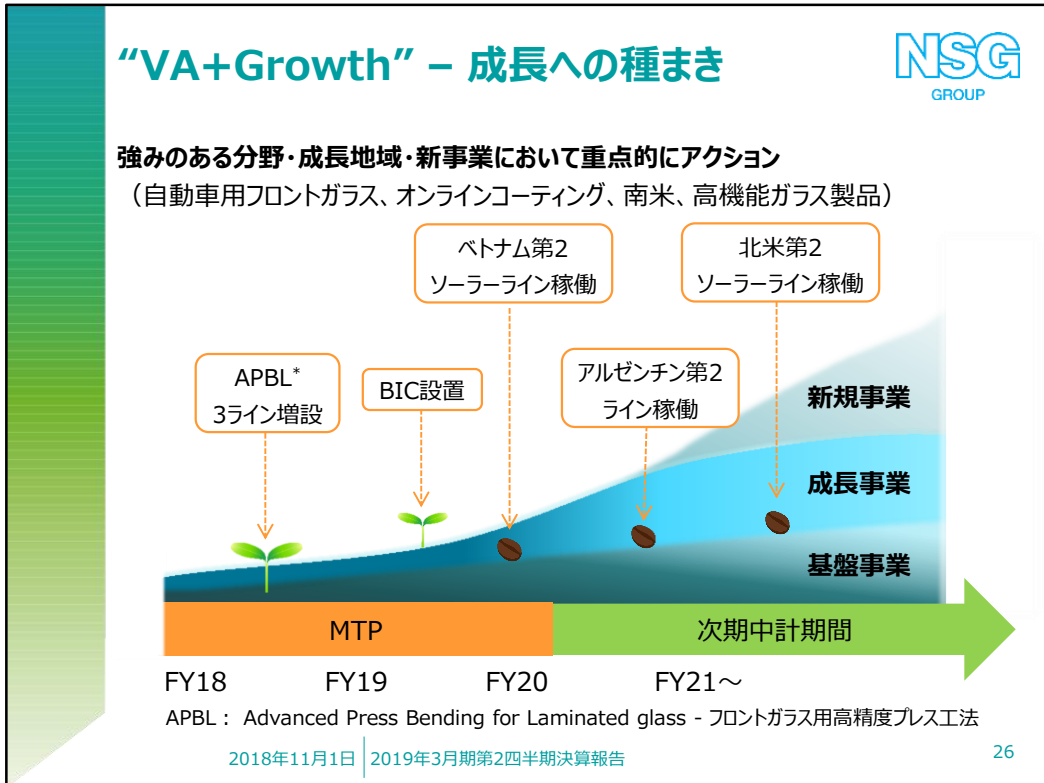 “VA+Growth” – 成長への種まき
NSG
GROUP
強みのある分野・成長地域・新事業において重点的にアクション
（自動車用フロントガラス、オンラインコーティング、南米、高機能ガラス製品）
ベトナム第2
ソーラーライン稼働
北米第2
ソーラーライン稼働
APBL*
3ライン増設
BIC設置
アルゼンチン第2
ライン稼働
新規事業
成長事業
基盤事業
MTP
次期中計期間
FY18
FY19
FY20
FY21～
APBL： Advanced Press Bending for Laminated glass - フロントガラス用高精度プレス工法
2018年11月1日
2019年3月期第2四半期決算報告
26